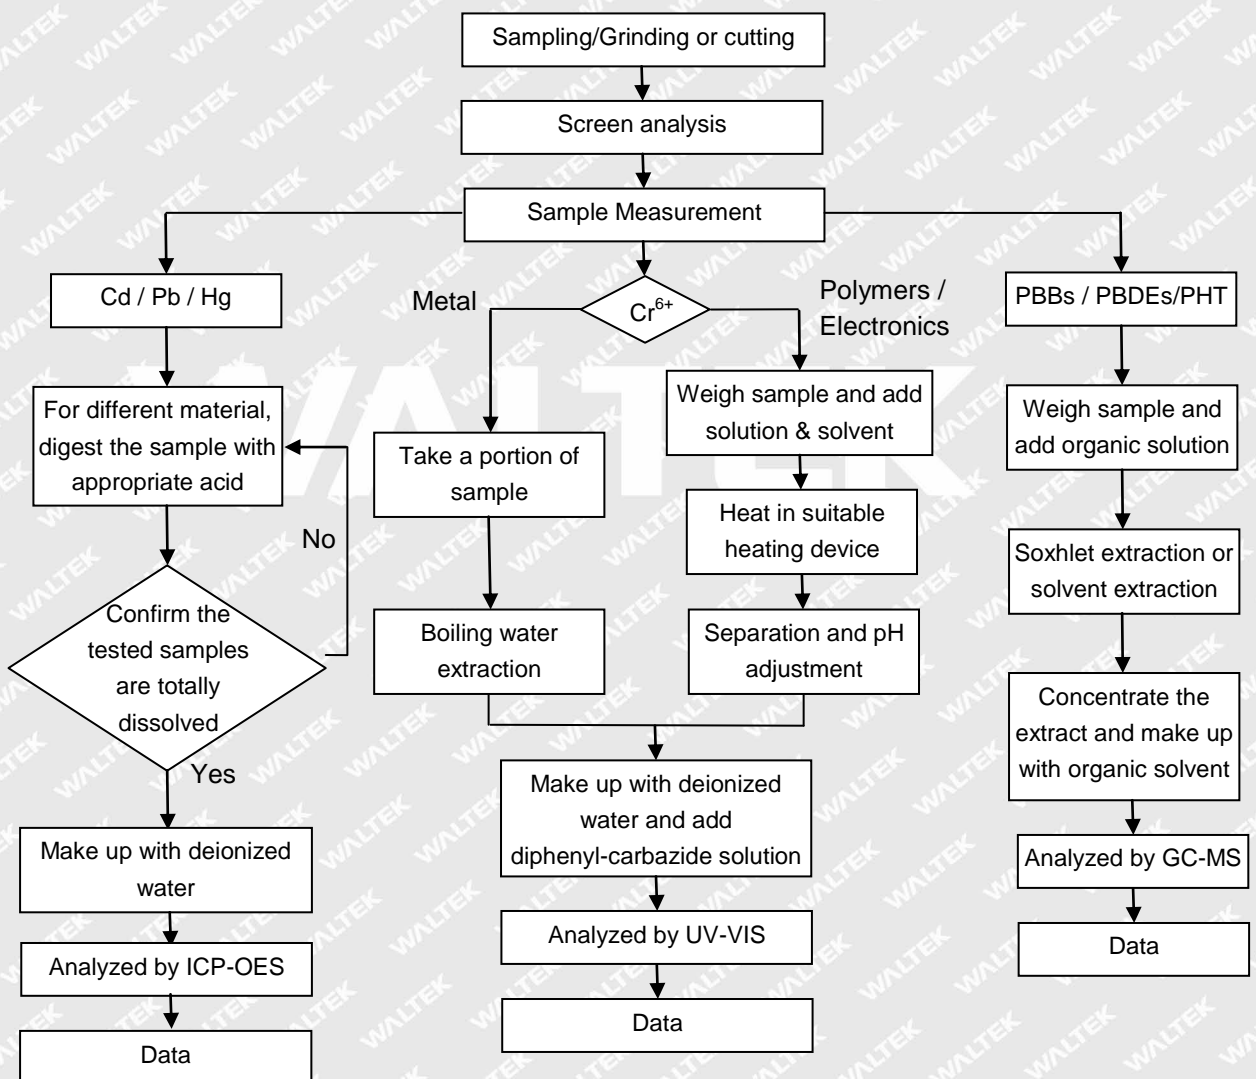 Sampling/Grinding or cutting
Screen analysis
Sample Measurement
Cd / Pb / Hg
For different material,
digest the sample with
appropriate acid
No
Confirm the
tested samples
are totally
dissolved
Yes
Make up with deionized
water
Analyzed by ICP-OES
Data
Cr6+
Metal
Take a portion of
sample
Boiling water
extraction
Polymers /
Electronics
Weigh sample and add
solution & solvent
Heat in suitable
heating device
Separation and pH
adjustment
Make up with deionized
water and add
diphenyl-carbazide solution
Analyzed by UV-VIS
Data
PBBs / PBDEs/PHT
Weigh sample and
add organic solution
Soxhlet extraction or
solvent extraction
Concentrate the
extract and make up
with organic solvent
Analyzed by GC-MS
Data
WALTEK